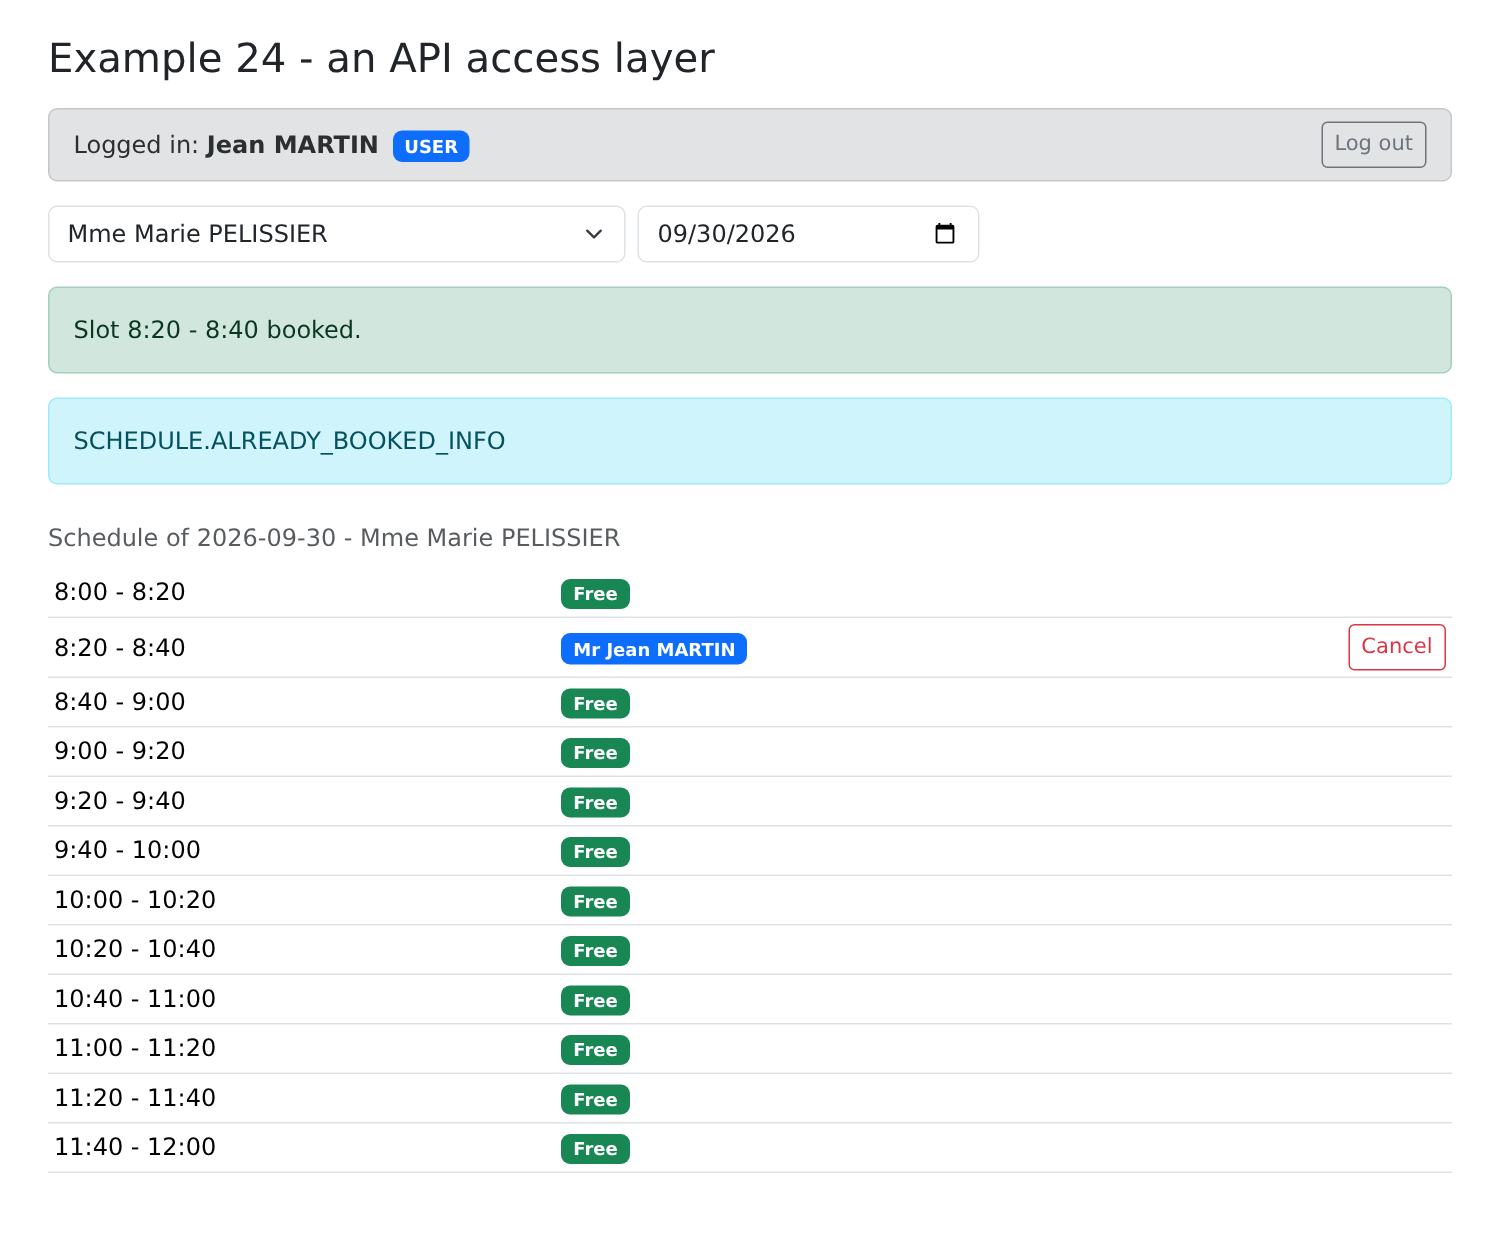 Example 24 - an API access layer
Logged in: Jean MARTIN USER Log out
Mme Marie PELISSIER 09/30/2026
Slot 8:20 - 8:40 booked.
SCHEDULE.ALREADY_BOOKED_INFO
Schedule of 2026-09-30 - Mme Marie PELISSIER
8:00 - 8:20 Free
8:20 - 8:40 Mr Jean MARTIN Cancel
8:40 - 9:00 Free
9:00 - 9:20 Free
9:20 - 9:40 Free
9:40 - 10:00 Free
10:00 - 10:20 Free
10:20 - 10:40 Free
10:40 - 11:00 Free
11:00 - 11:20 Free
11:20 - 11:40 Free
11:40 - 12:00 Free